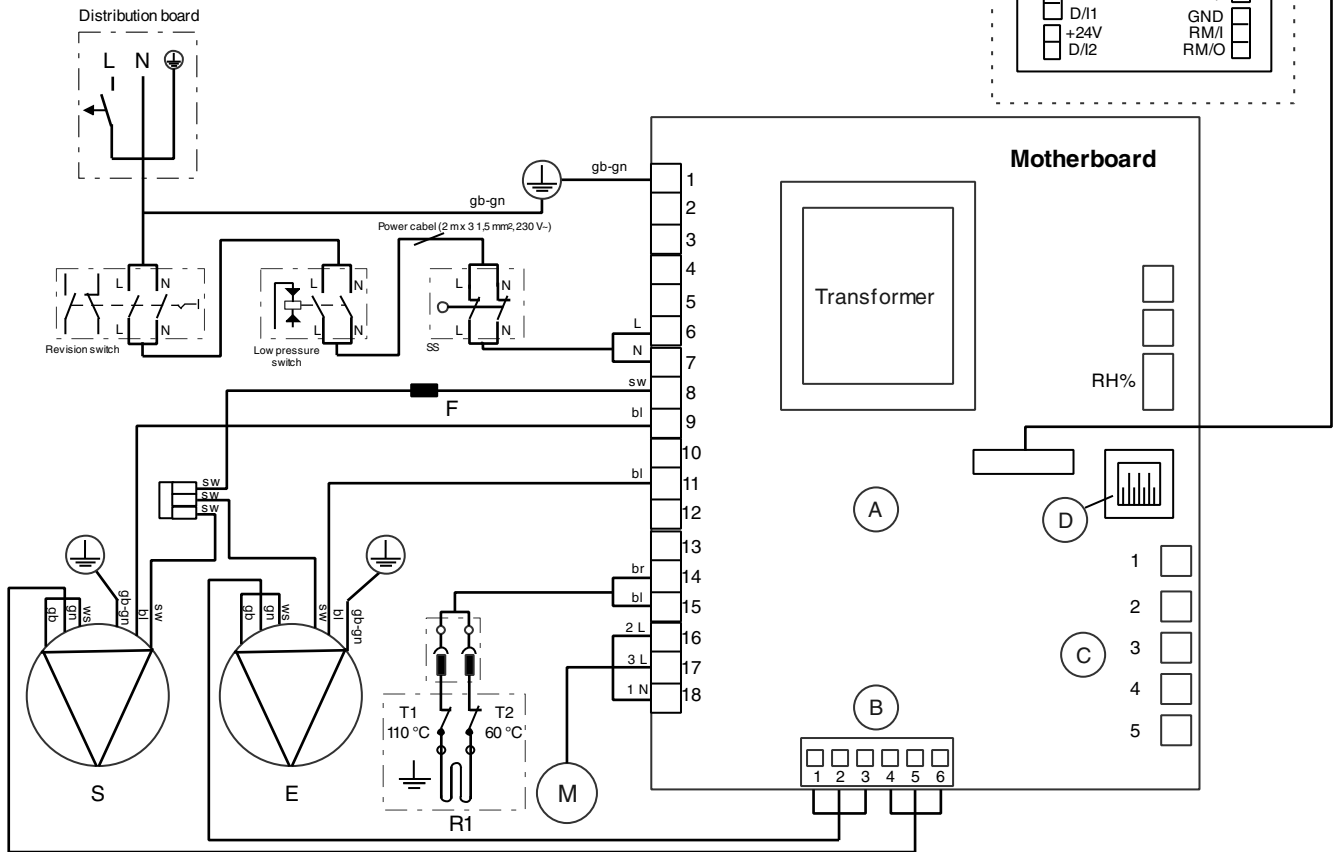 D/I1
GND
+24V
RM/I
D/I2
RM/O
Distribution board
L N
Motherboard
gb-gn
1
gb-gn
2
Power cabel (2 m x 3 1,5 mm², 230 V~)
3
4
L N
L N
L N
Transformer
5
L
6
L N
L N
L N
Revision switch
Low pressure
switch
SS
N
7
RH%
sw
8
F
bl
9
10
bl
11
sw
sw
sw
12
A
D
13
1
br
14
bl
15
2
gb gn ws gb-gn bl sw
gb gn ws sw bl gb-gn
2 L
16
3 L
17
1 N
18
C
3
4
5
T1
110 °C
T2
60 °C
B
1 2 3 4 5 6
S
E
M
R1